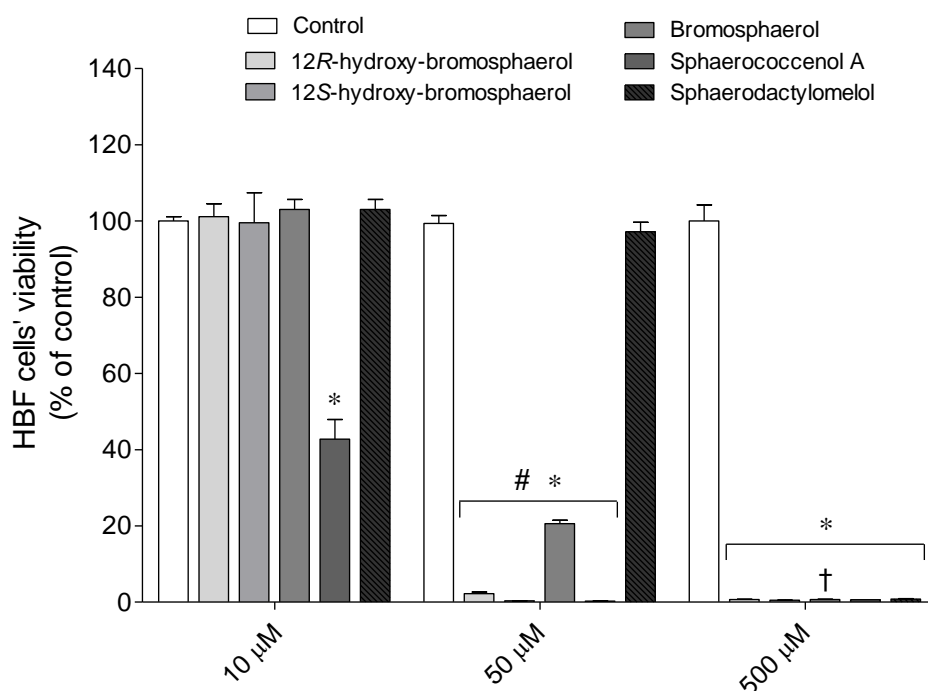 Control
12R-hydroxy-bromosphaerol
12S-hydroxy-bromosphaerol
Bromosphaerol
Sphaerococcenol A
Sphaerodactylomelol
HBF cells' viability
(% of control)
140
120
100
80
60
40
20
0
*
# *
*
†
10 μM
50 μM
500 μM